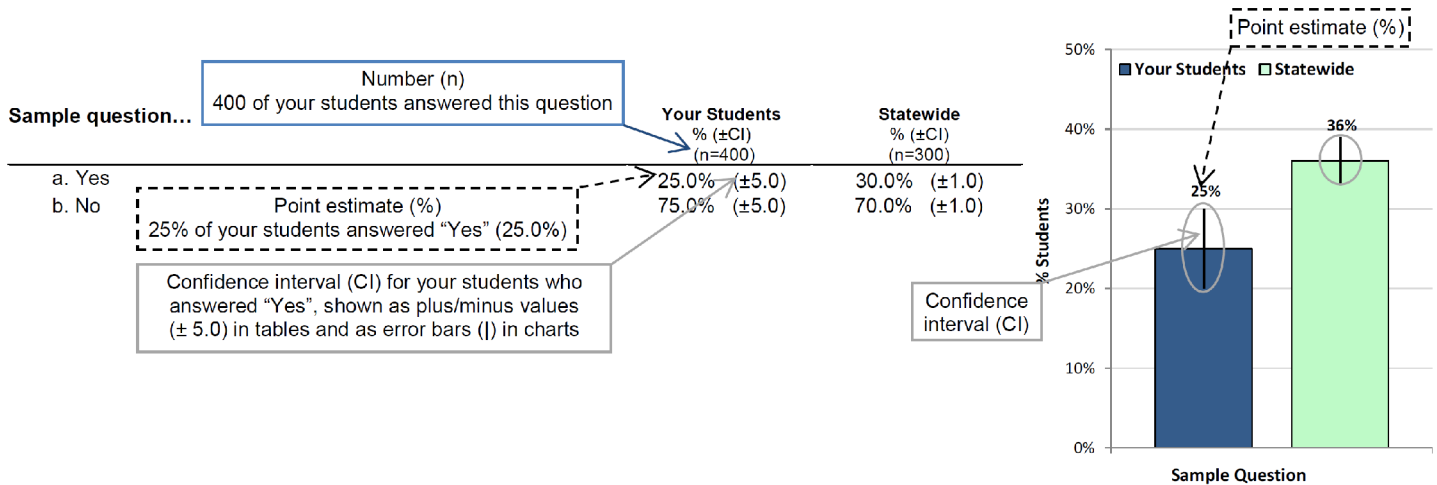 Point estimate (%)
Number (n)
400 of your students answered this question
Sample question…
Your Students
% (±CI)
(n=400)
Statewide
% (±CI)
(n=300)
a. Yes 25.0% (±5.0) 30.0% (±1.0)
b. No 75.0% (±5.0) 70.0% (±1.0)
Point estimate (%)
25% of your students answered “Yes” (25.0%)
Confidence interval (CI) for your students who
answered “Yes”, shown as plus/minus values
(± 5.0) in tables and as error bars (|) in charts
50%
40%
30%
20%
10%
0%
% Students
Your Students
Statewide
25%
36%
Confidence
interval (CI)
Sample Question